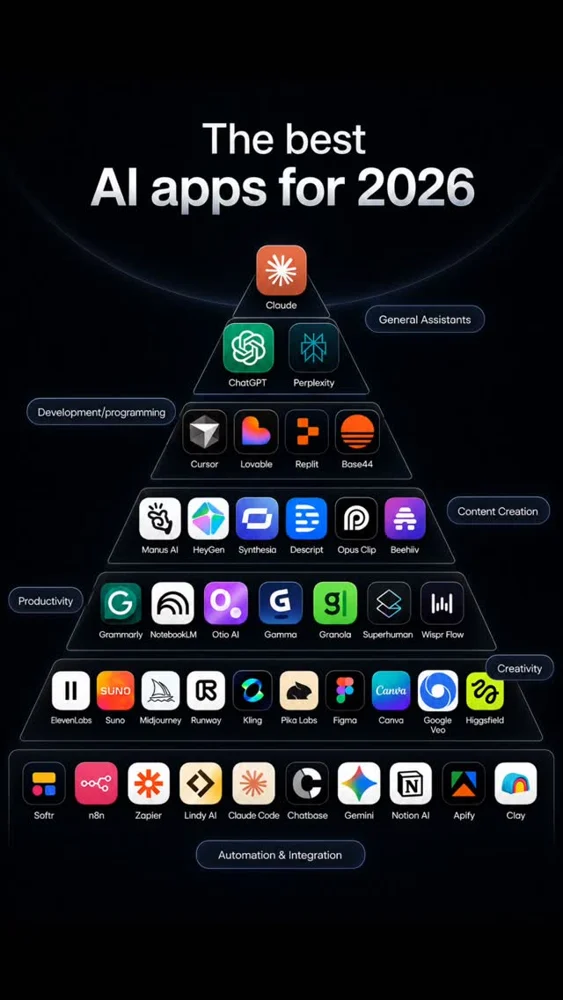 The best
AI apps for 2026
Claude
General Assistants
ChatGPT Perplexity
Development/programming
Cursor Lovable Replit Base44
Content Creation
Manus AI HeyGen Synthesia Descript Opus Clip Beehiiv
Productivity
Grammarly NotebookLM Otio AI Gamma Granola Superhuman Wispr Flow
Creativity
SUNO
Canva
ElevenLabs Suno Midjourney Runway Kling Pika Labs Figma Canva Google Veo Higgsfield
Softr n8n Zapier Lindy AI Claude Code Chatbase Gemini Notion AI Apify Clay
Automation & Integration